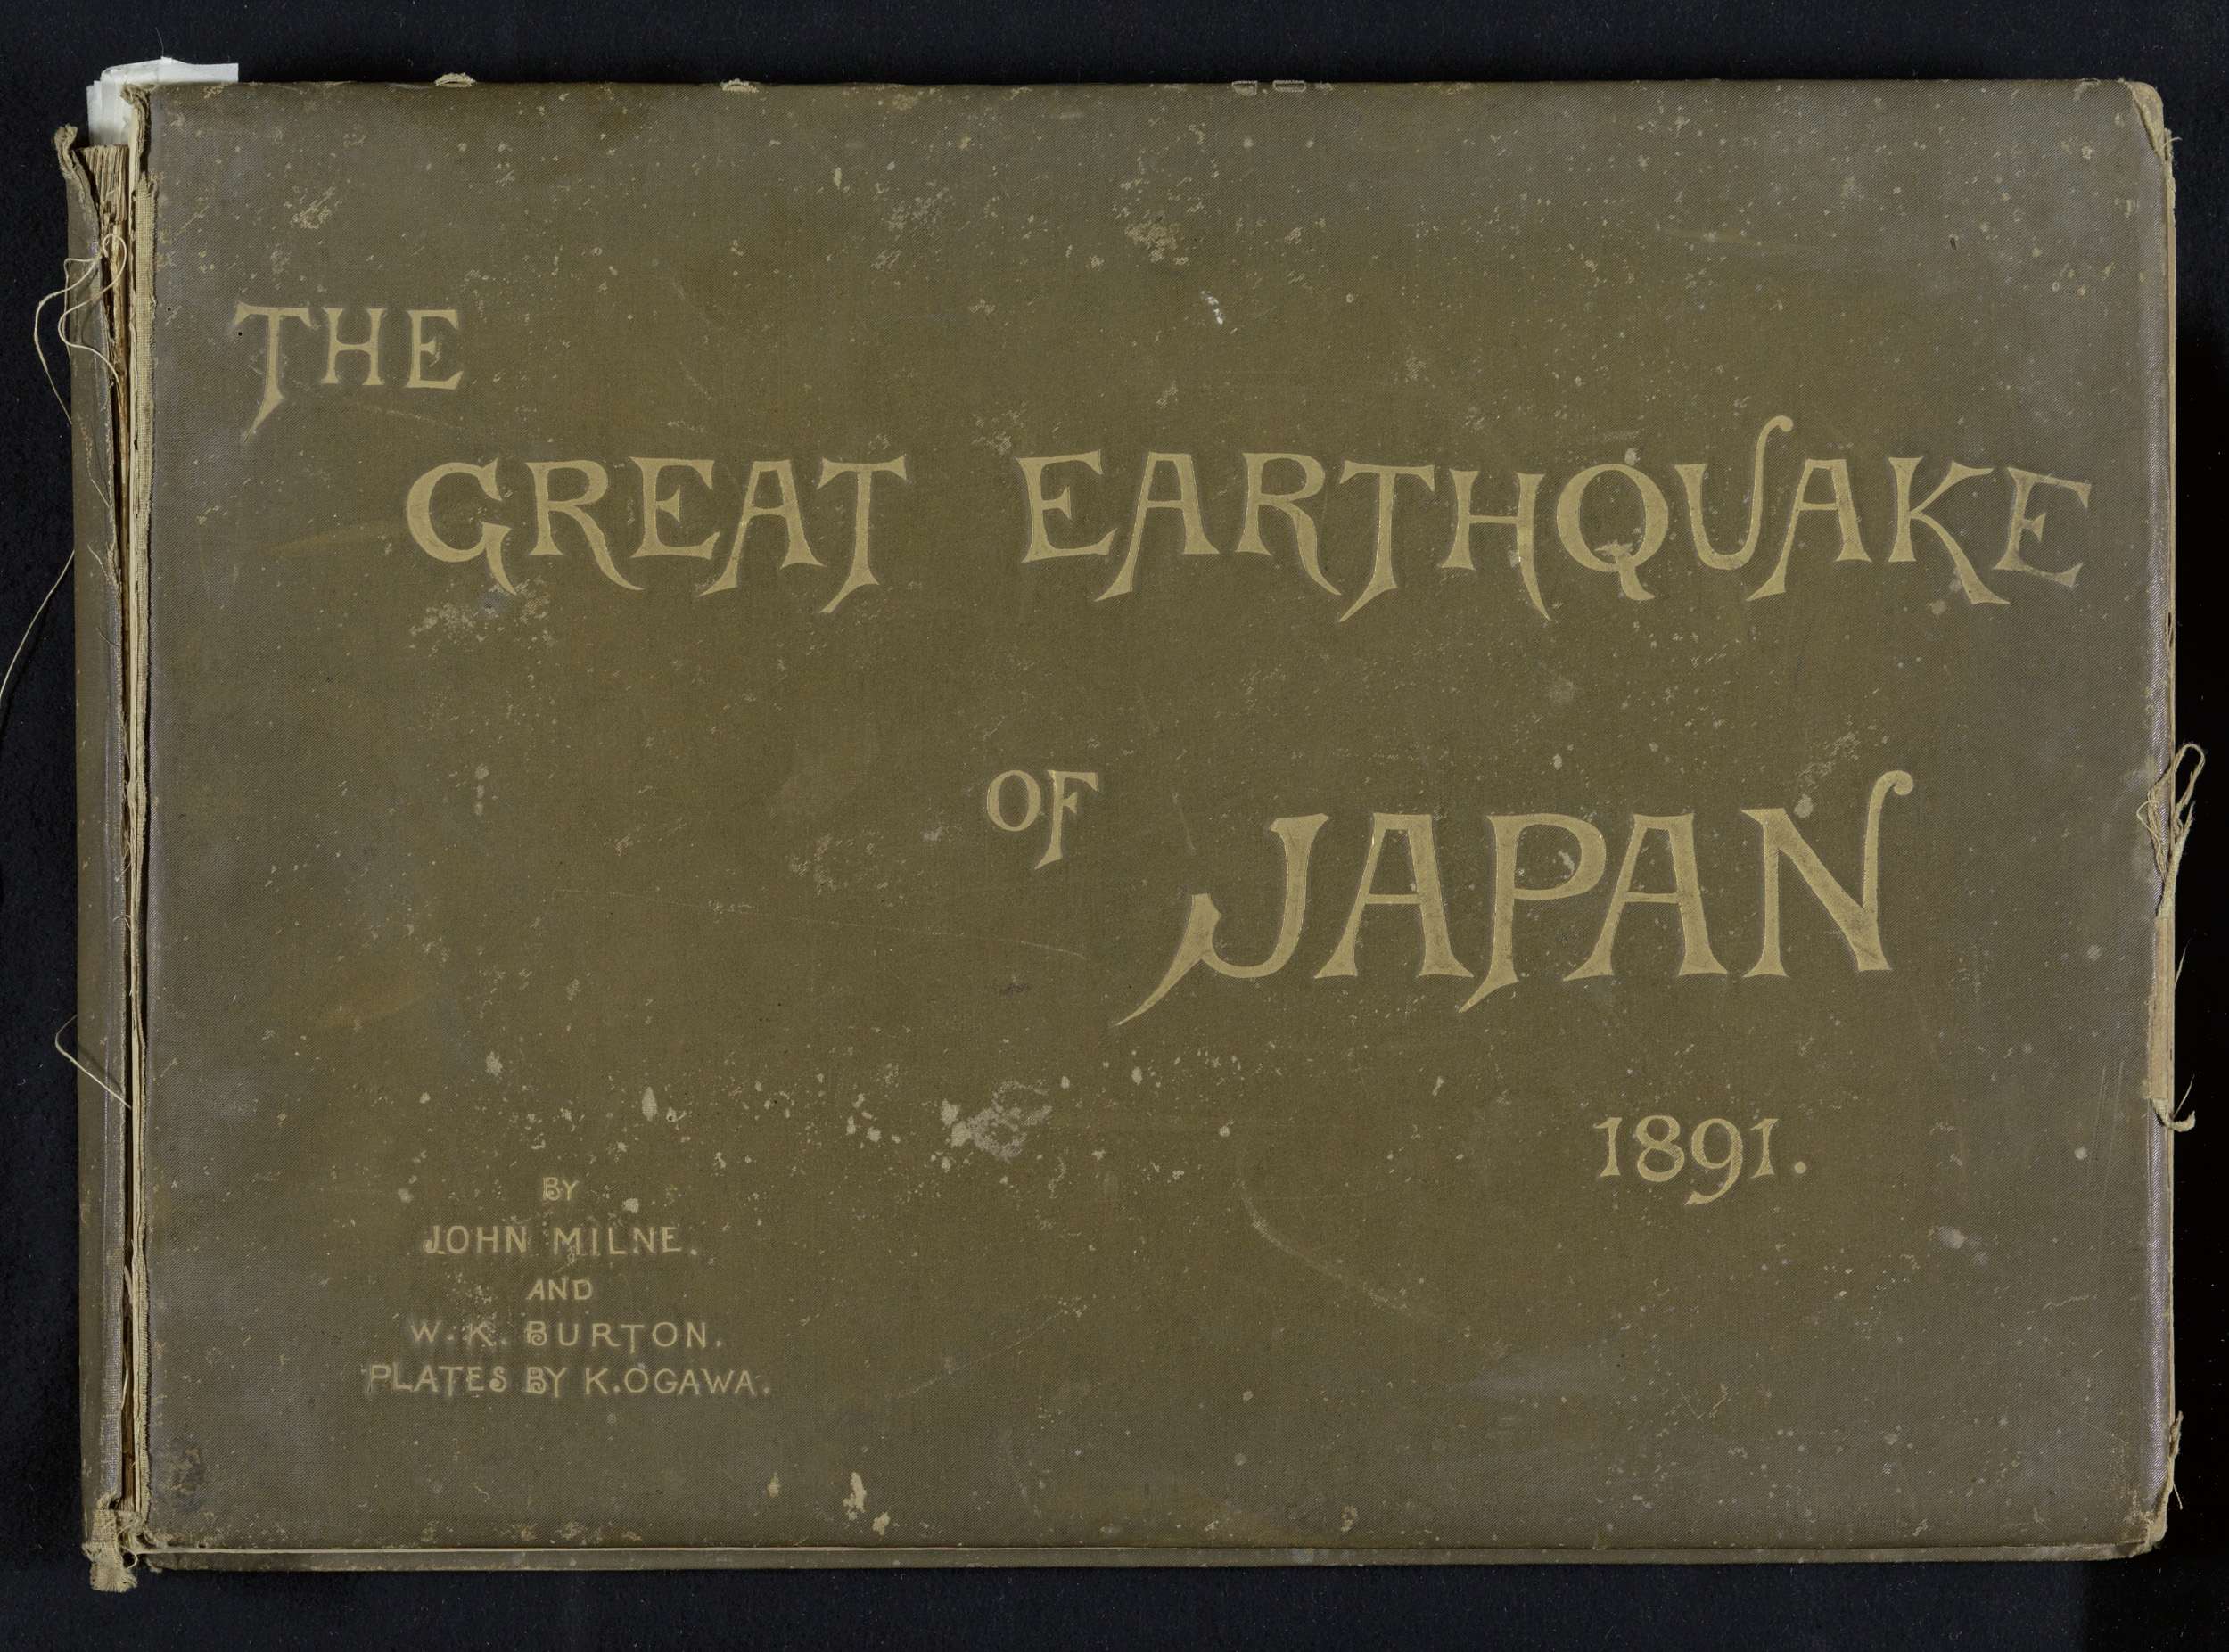 THE
GREAT EARTHQUAKE
OF
JAPAN
1891.
BY
JOHN MILNE.
AND
W.K. BURTON.
PLATES BY K.OGAWA.